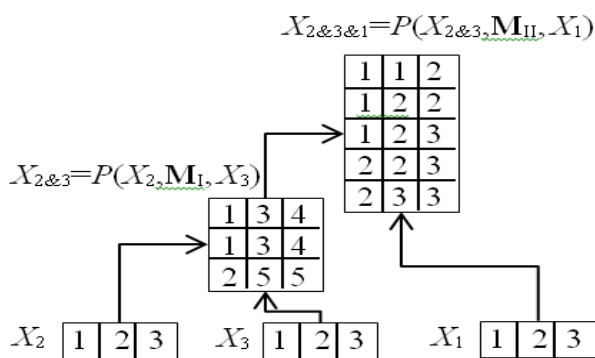 X2&3&1=P(X2&3,MII, X1)
1 1 2
1 2 2
1 2 3
2 2 3
2 3 3
X2&3=P(X2,MI, X3)
1 3 4
1 3 4
2 5 5
X2 1 2 3 X3 1 2 3 X1 1 2 3